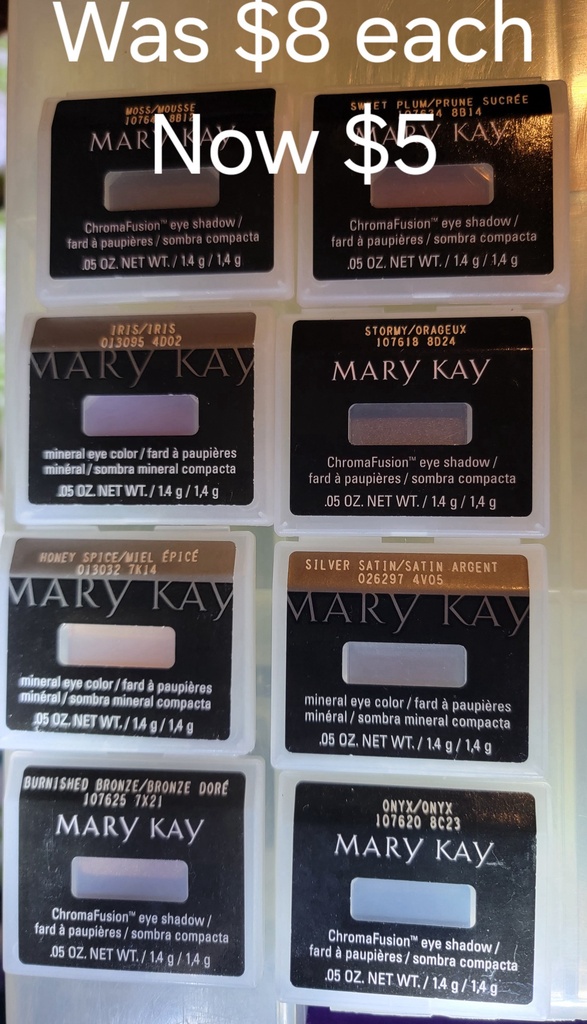 Was $8 each
Now $5
MOSS/MOUSSE
MARY KAY
ChromaFusion™ eye shadow /
fard à paupières / sombra compacta
.05 OZ. NET WT. / 1.4 g / 1,4 g
SWEET PLUM/PRUNE SUCRÉE
107634 8B14
MARY KAY
ChromaFusion™ eye shadow /
fard à paupières / sombra compacta
.05 OZ. NET WT. / 1.4 g / 1,4 g
IRIS/IRIS
013095 4D02
MARY KAY
mineral eye color / fard à paupières
minéral / sombra mineral compacta
.05 OZ. NET WT. / 1.4 g / 1,4 g
STORMY/ORAGEUX
107618 8D24
MARY KAY
ChromaFusion™ eye shadow /
fard à paupières / sombra compacta
.05 OZ. NET WT. / 1.4 g / 1,4 g
HONEY SPICE/MIEL ÉPICÉ
013032 7K14
MARY KAY
mineral eye color / fard à paupières
minéral / sombra mineral compacta
.05 OZ. NET WT. / 1.4 g / 1,4 g
SILVER SATIN/SATIN ARGENT
026297 4V05
MARY KAY
mineral eye color / fard à paupières
minéral / sombra mineral compacta
.05 OZ. NET WT. / 1.4 g / 1,4 g
BURNISHED BRONZE/BRONZE DORÉ
107625 7X21
MARY KAY
ChromaFusion™ eye shadow /
fard à paupières / sombra compacta
.05 OZ. NET WT. / 1.4 g / 1,4 g
ONYX/ONYX
107620 8C23
MARY KAY
ChromaFusion™ eye shadow /
fard à paupières / sombra compacta
.05 OZ. NET WT. / 1.4 g / 1,4 g